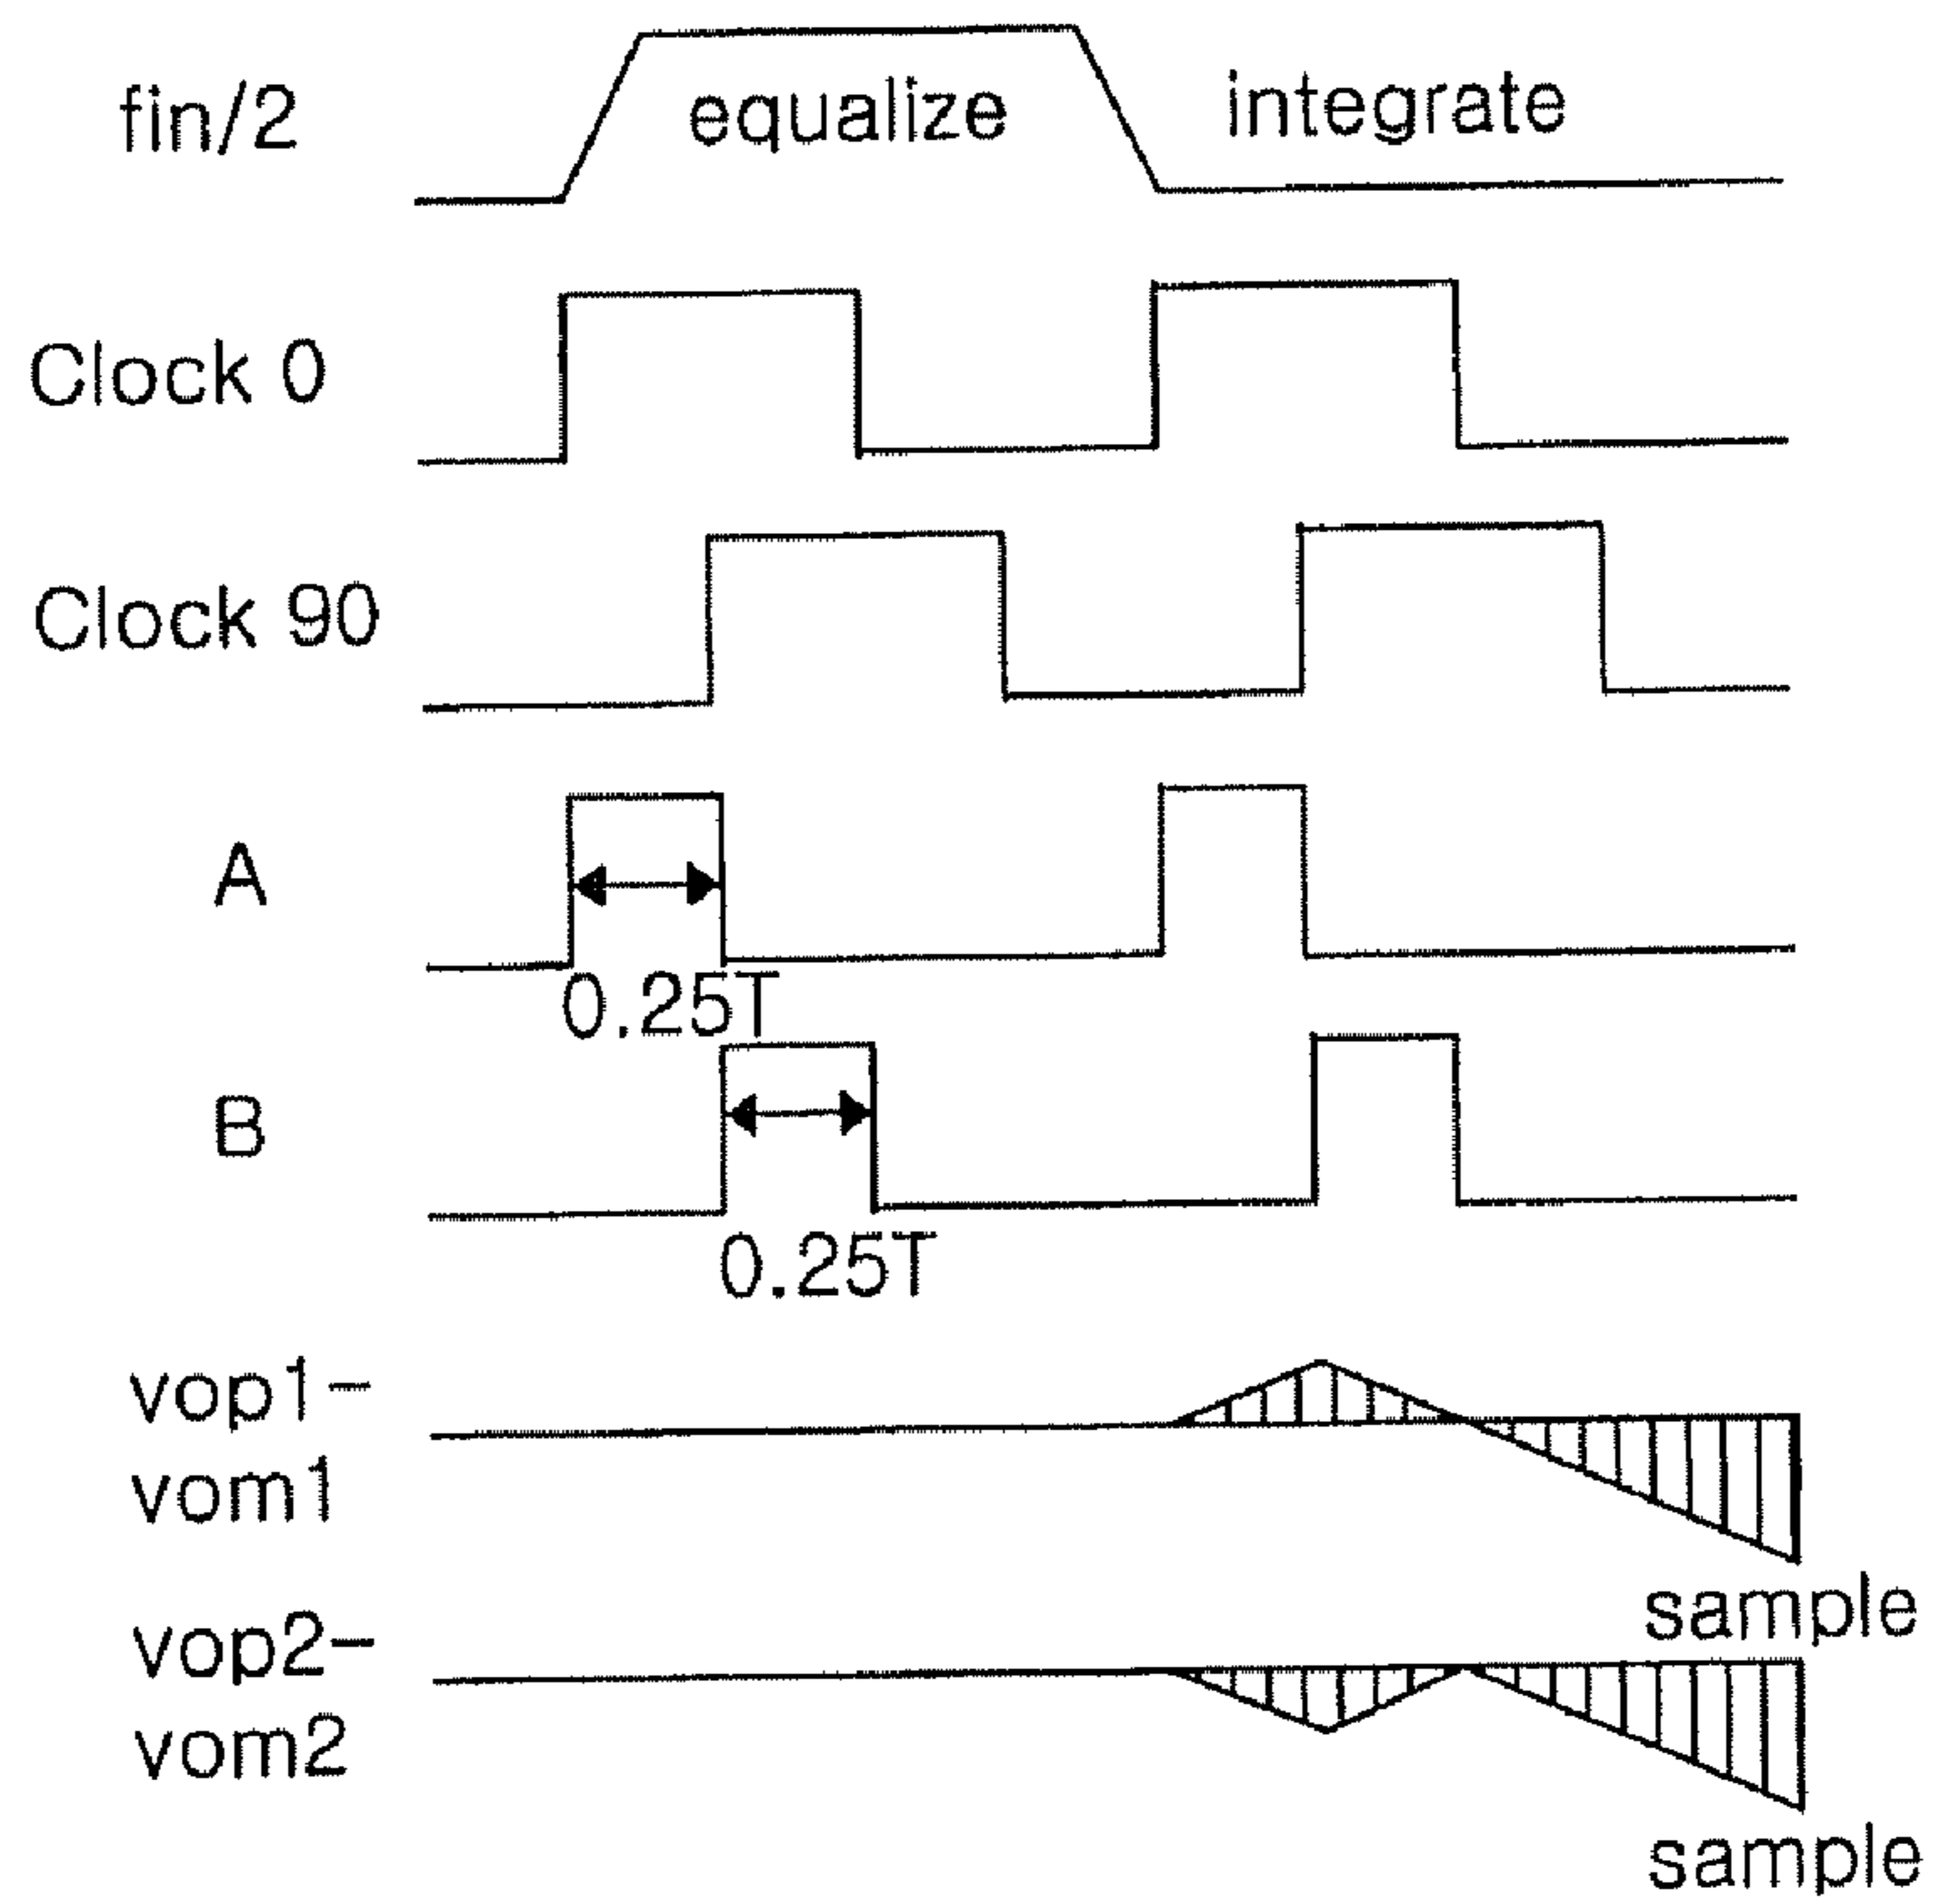 fin/2
equalize
integrate
Clock 0
Clock 90
A
0.25T
B
0.25T
vop1-
vom1
sample
vop2-
vom2
sample